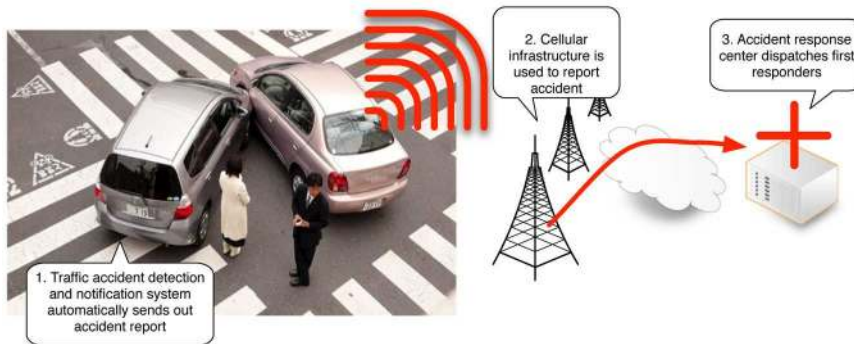 1. Traffic accident detection
and notification system
automatically sends out
accident report
2. Cellular
infrastructure is
used to report
accident
3. Accident response
center dispatches first
responders